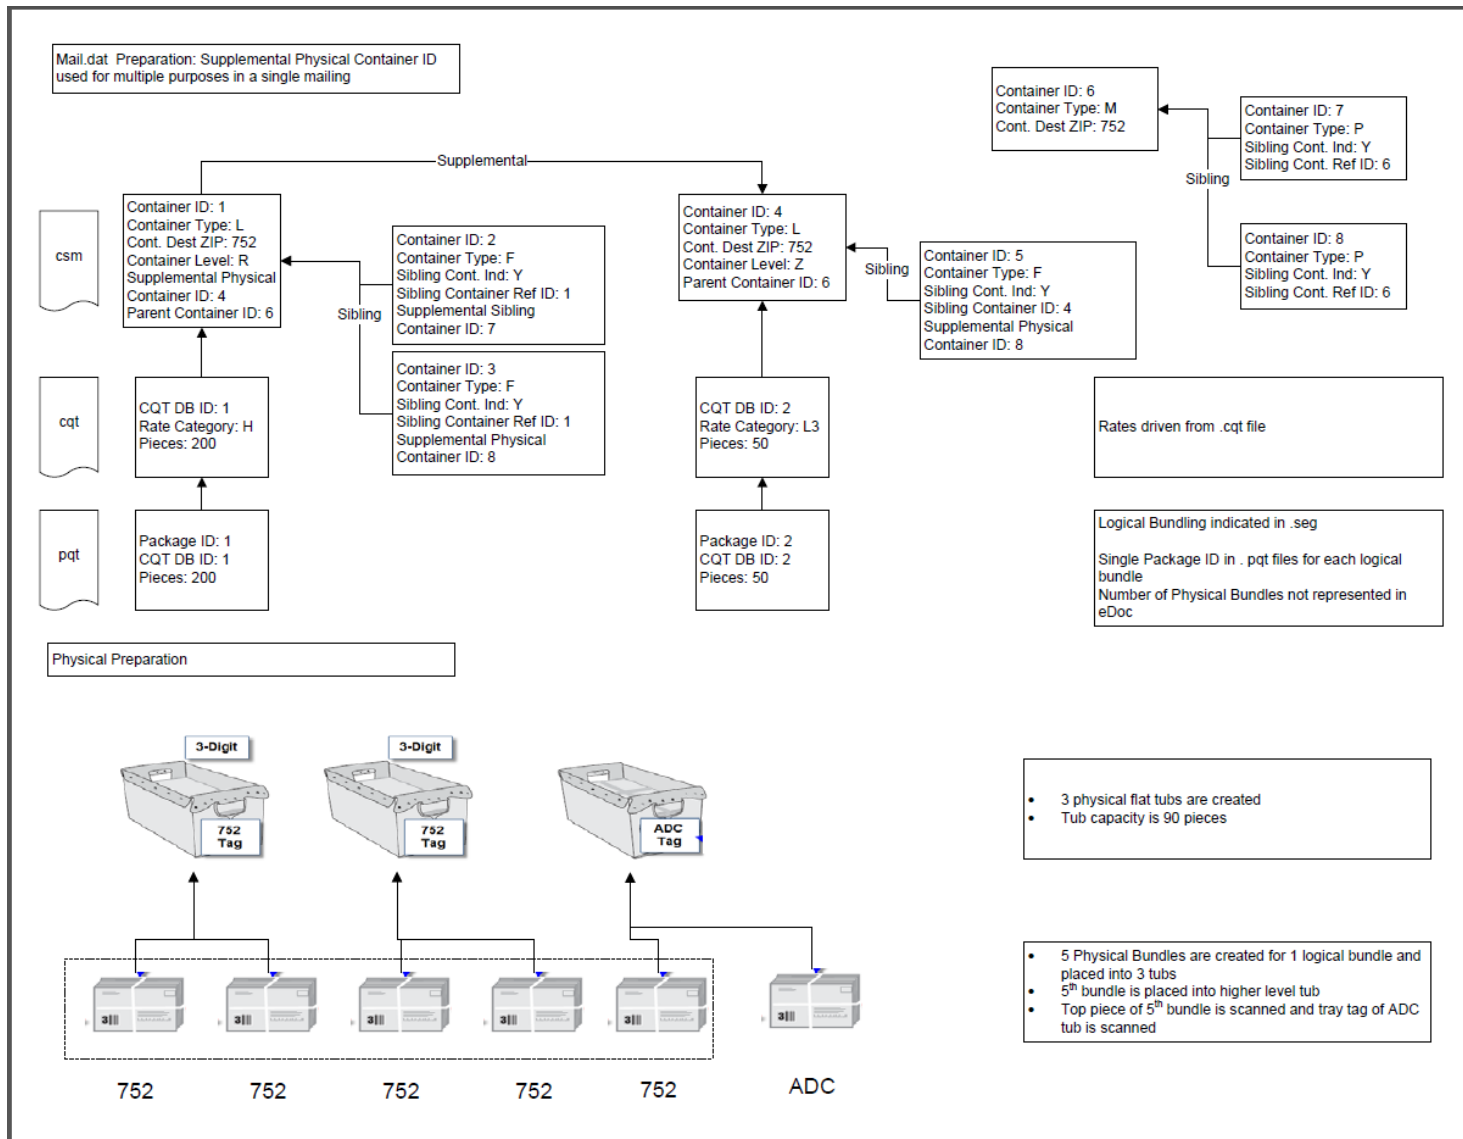 Mail.dat  Preparation: Supplemental Physical Container ID
used for multiple purposes in a single mailing
Container ID: 6
Container Type: M
Cont. Dest ZIP: 752
Container ID: 7
Container Type: P
Sibling Cont. Ind: Y
Sibling Cont. Ref ID: 6
Sibling
Container ID: 8
Container Type: P
Sibling Cont. Ind: Y
Sibling Cont. Ref ID: 6
Supplemental
csm
Container ID: 1
Container Type: L
Cont. Dest ZIP: 752
Container Level: R
Supplemental Physical
Container ID: 4
Parent Container ID: 6
Sibling
Container ID: 2
Container Type: F
Sibling Cont. Ind: Y
Sibling Container Ref ID: 1
Supplemental Sibling
Container ID: 7
Container ID: 3
Container Type: F
Sibling Cont. Ind: Y
Sibling Container Ref ID: 1
Supplemental Physical
Container ID: 8
Container ID: 4
Container Type: L
Cont. Dest ZIP: 752
Container Level: Z
Parent Container ID: 6
Sibling
Container ID: 5
Container Type: F
Sibling Cont. Ind: Y
Sibling Container ID: 4
Supplemental Physical
Container ID: 8
cqt
CQT DB ID: 1
Rate Category: H
Pieces: 200
CQT DB ID: 2
Rate Category: L3
Pieces: 50
Rates driven from .cqt file
pqt
Package ID: 1
CQT DB ID: 1
Pieces: 200
Package ID: 2
CQT DB ID: 2
Pieces: 50
Logical Bundling indicated in .seg
Single Package ID in . pqt files for each logical
bundle
Number of Physical Bundles not represented in
eDoc
Physical Preparation
3-Digit
752
Tag
3-Digit
752
Tag
ADC
Tag
• 3 physical flat tubs are created
• Tub capacity is 90 pieces
3
3
3
3
3
3
752
752
752
752
752
ADC
• 5 Physical Bundles are created for 1 logical bundle and
placed into 3 tubs
• 5th bundle is placed into higher level tub
• Top piece of 5th bundle is scanned and tray tag of ADC
tub is scanned